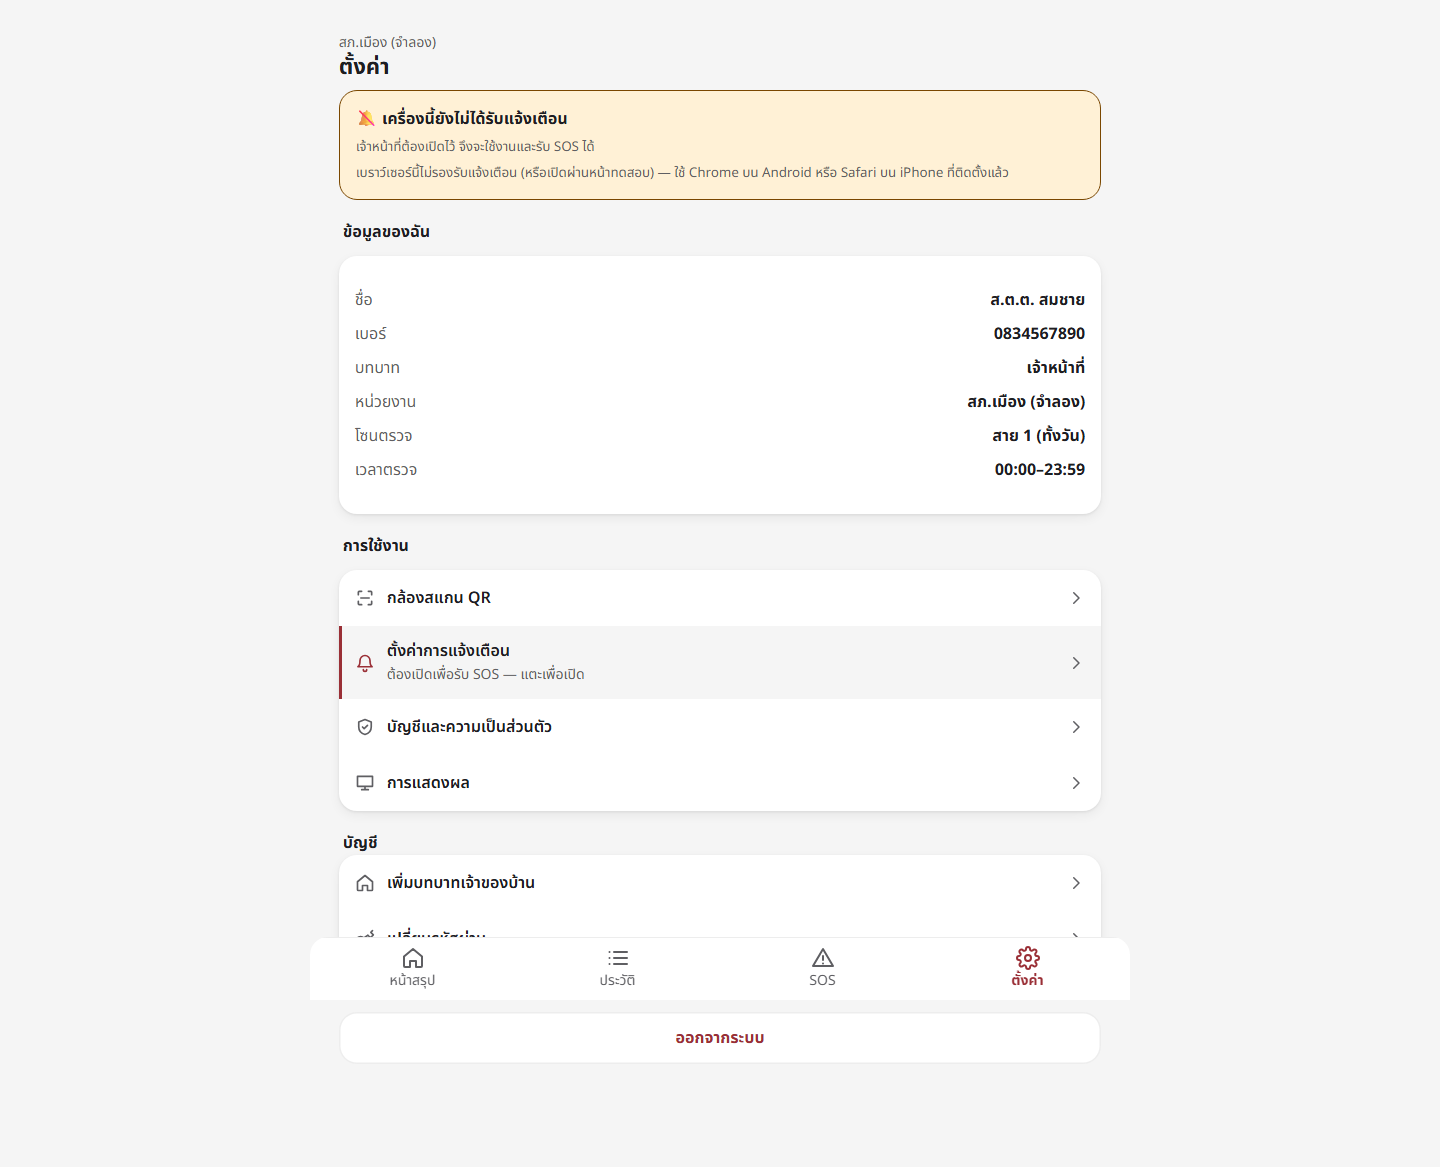 สภ.เมือง (จำลอง)
ตั้งค่า
เครื่องนี้ยังไม่ได้รับแจ้งเตือน
เจ้าหน้าที่ต้องเปิดไว้ จึงจะใช้งานและรับ SOS ได้
เบราว์เซอร์นี้ไม่รองรับแจ้งเตือน (หรือเปิดผ่านหน้าทดสอบ) — ใช้ Chrome บน Android หรือ Safari บน iPhone ที่ติดตั้งแล้ว
ข้อมูลของฉัน
ชื่อ ส.ต.ต. สมชาย
เบอร์ 0834567890
บทบาท เจ้าหน้าที่
หน่วยงาน สภ.เมือง (จำลอง)
โซนตรวจ สาย 1 (ทั้งวัน)
เวลาตรวจ 00:00–23:59
การใช้งาน
กล้องสแกน QR
ตั้งค่าการแจ้งเตือน
ต้องเปิดเพื่อรับ SOS — แตะเพื่อเปิด
บัญชีและความเป็นส่วนตัว
การแสดงผล
บัญชี
เพิ่มบทบาทเจ้าของบ้าน
เปลี่ยนรหัสผ่าน
หน้าสรุป ประวัติ SOS ตั้งค่า
ออกจากระบบ